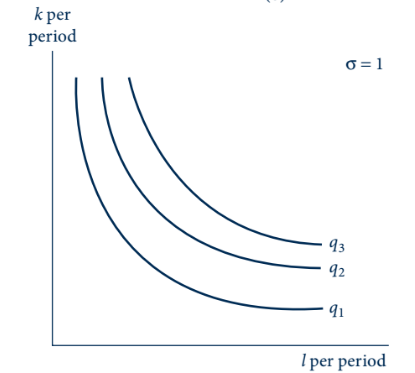 k per
period
σ = 1
q3
q2
q1
l per period